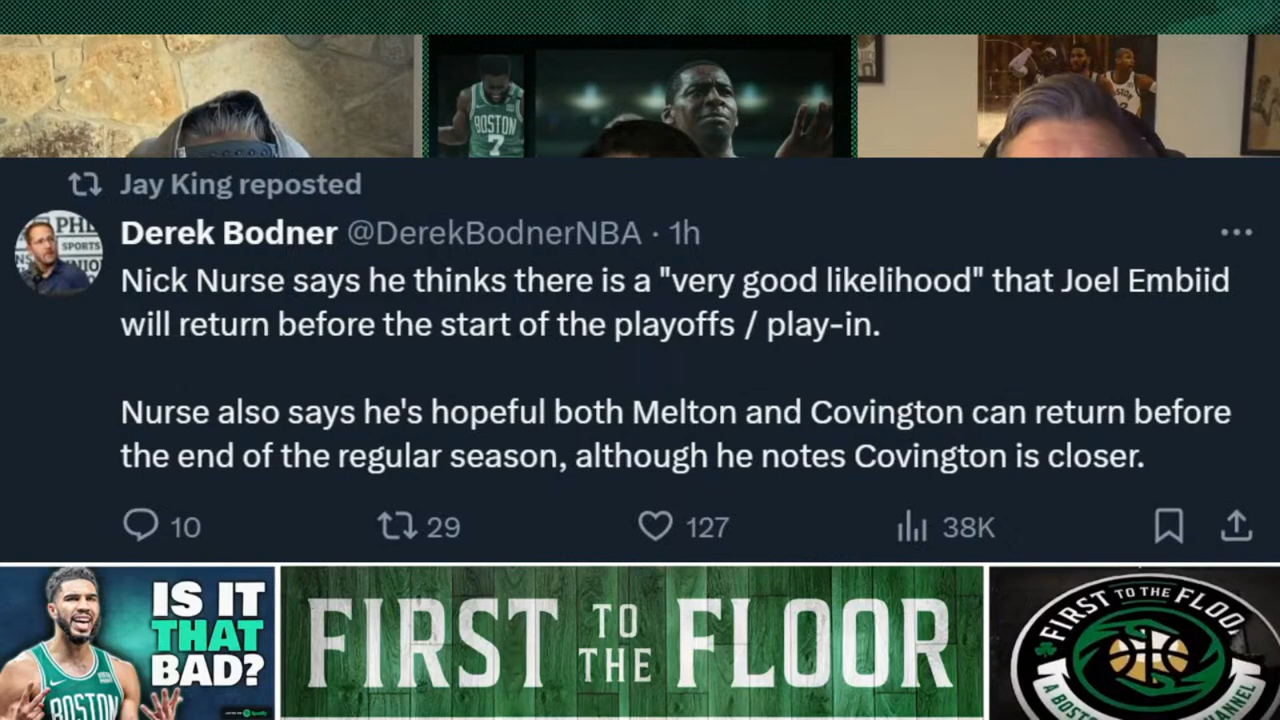 BOSTON
7
Jay King reposted
Derek Bodner @DerekBodnerNBA · 1h
Nick Nurse says he thinks there is a "very good likelihood" that Joel Embiid
will return before the start of the playoffs / play-in.
Nurse also says he's hopeful both Melton and Covington can return before
the end of the regular season, although he notes Covington is closer.
10 29 127 38K
IS IT
THAT
BAD?
BOSTON
FIRST TO THE FLOOR
FIRST TO THE FLOOR